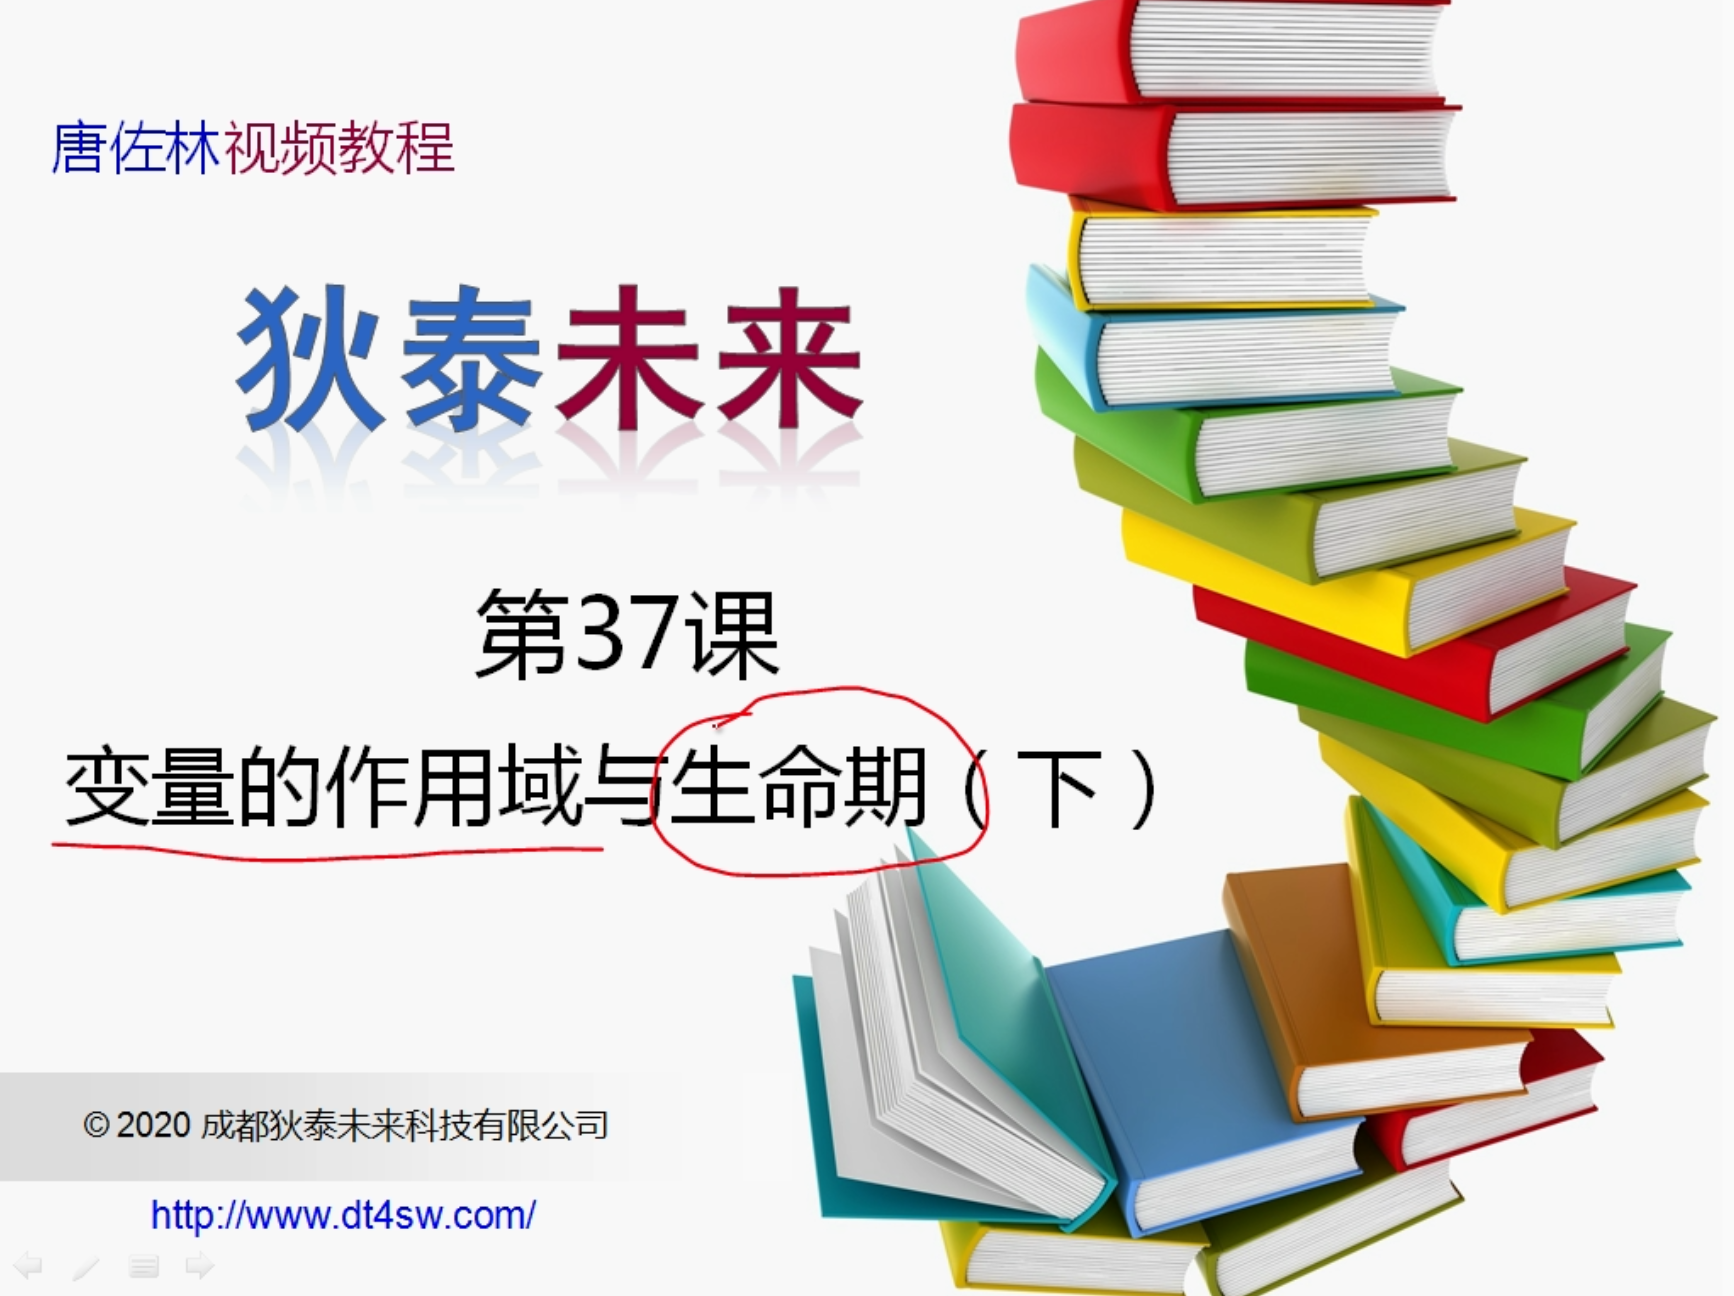 唐佐林视频教程
狄泰未来
第37课
变量的作用域与生命期（下）
© 2020 成都狄泰未来科技有限公司
http://www.dt4sw.com/